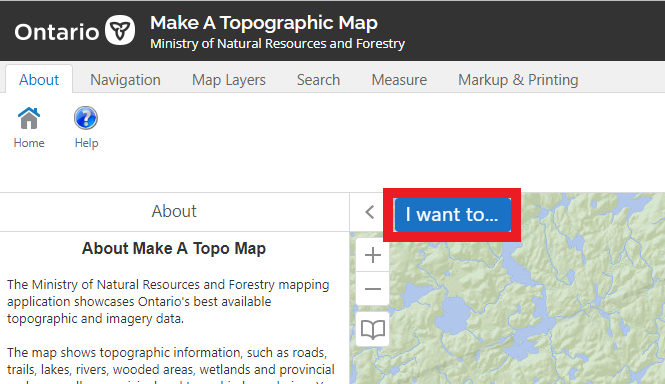 Ontario
Make A Topographic Map
Ministry of Natural Resources and Forestry
About
Navigation
Map Layers
Search
Measure
Markup & Printing
Home
Help
About
I want to...
About Make A Topo Map
The Ministry of Natural Resources and Forestry mapping
application showcases Ontario's best available
topographic and imagery data.
The map shows topographic information, such as roads,
trails, lakes, rivers, wooded areas, wetlands and provincial